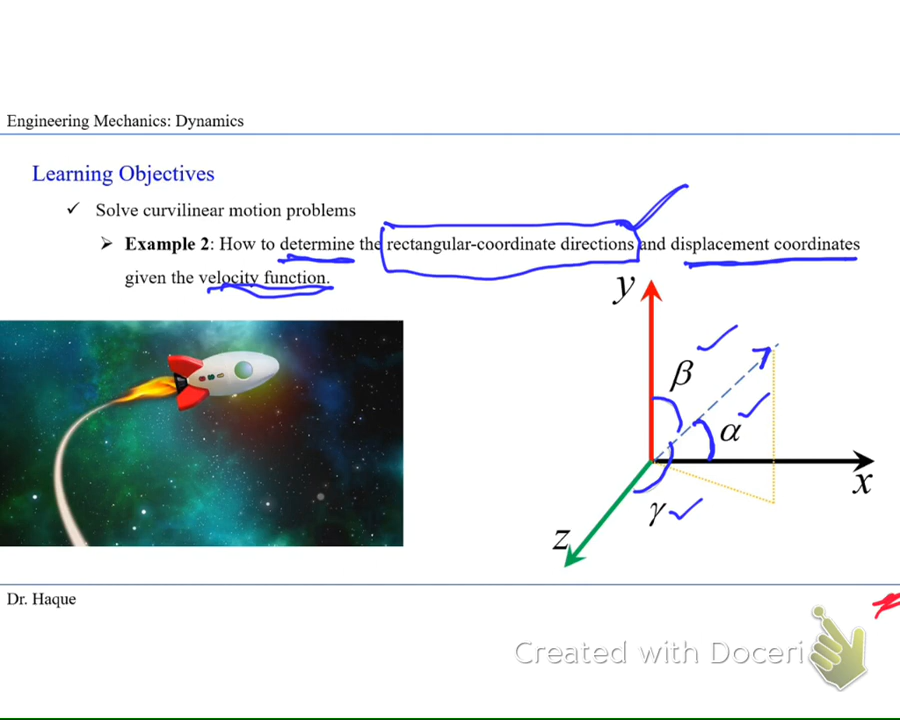 Engineering Mechanics: Dynamics
Learning Objectives
✓ Solve curvilinear motion problems
➢ Example 2: How to determine the rectangular-coordinate directions and displacement coordinates
given the velocity function.
y
β
α
x
γ
z
Dr. Haque
Created with Doceri